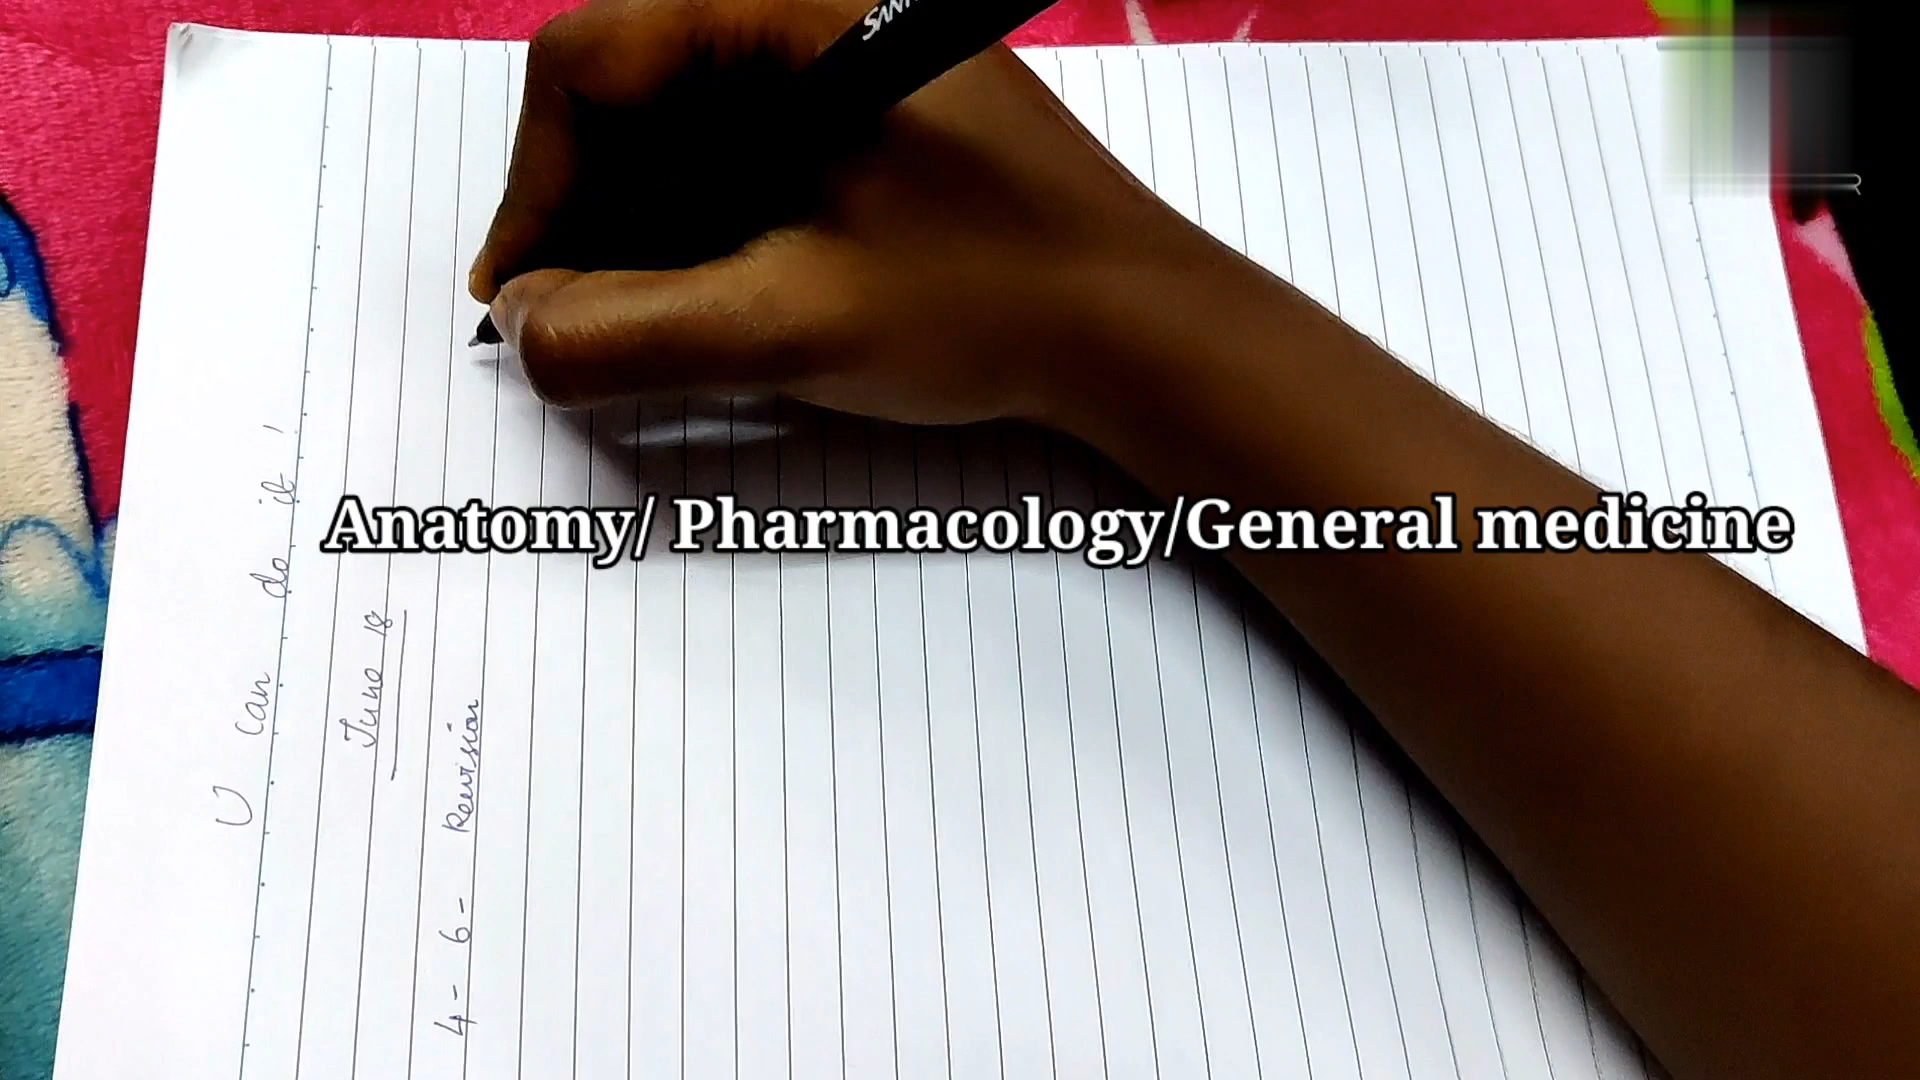 U can do it !
June 18
4 - 6 - Revision
Anatomy/ Pharmacology/General medicine